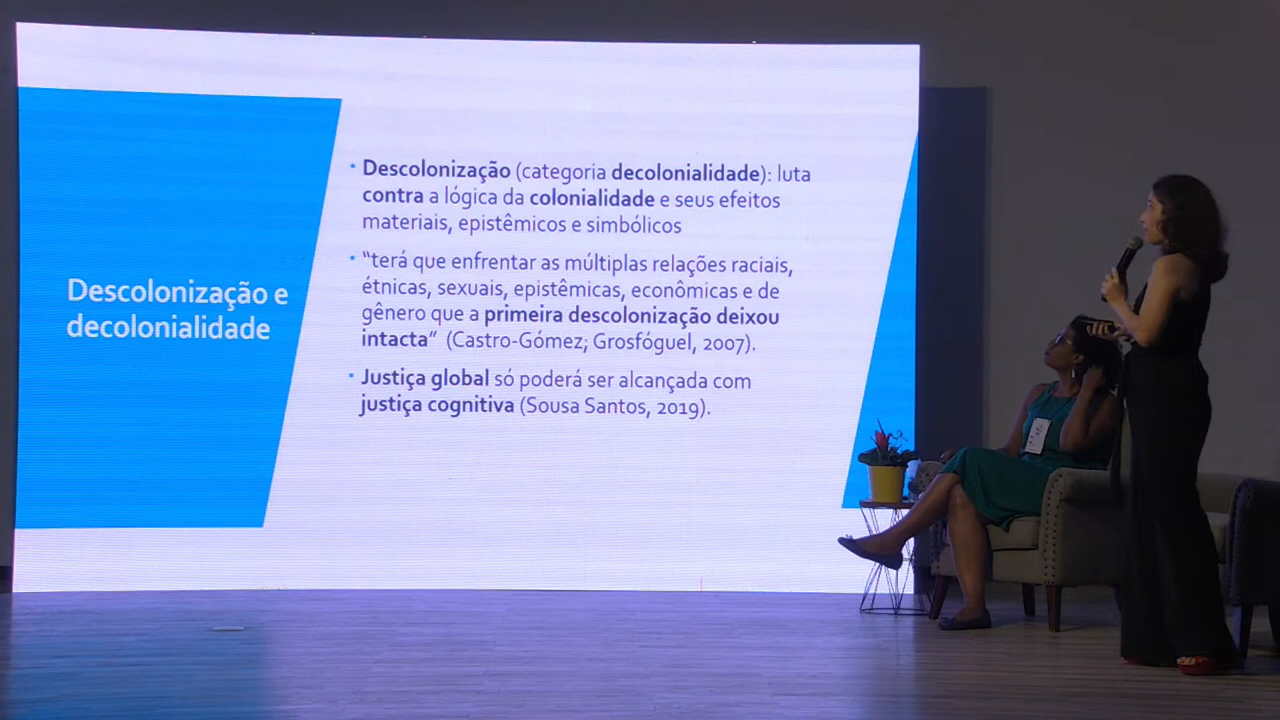 Descolonização e
decolonialidade
• Descolonização (categoria decolonialidade): luta
contra a lógica da colonialidade e seus efeitos
materiais, epistêmicos e simbólicos
• “terá que enfrentar as múltiplas relações raciais,
étnicas, sexuais, epistêmicas, econômicas e de
gênero que a primeira descolonização deixou
intacta” (Castro-Gómez; Grosfóguel, 2007).
• Justiça global só poderá ser alcançada com
justiça cognitiva (Sousa Santos, 2019).